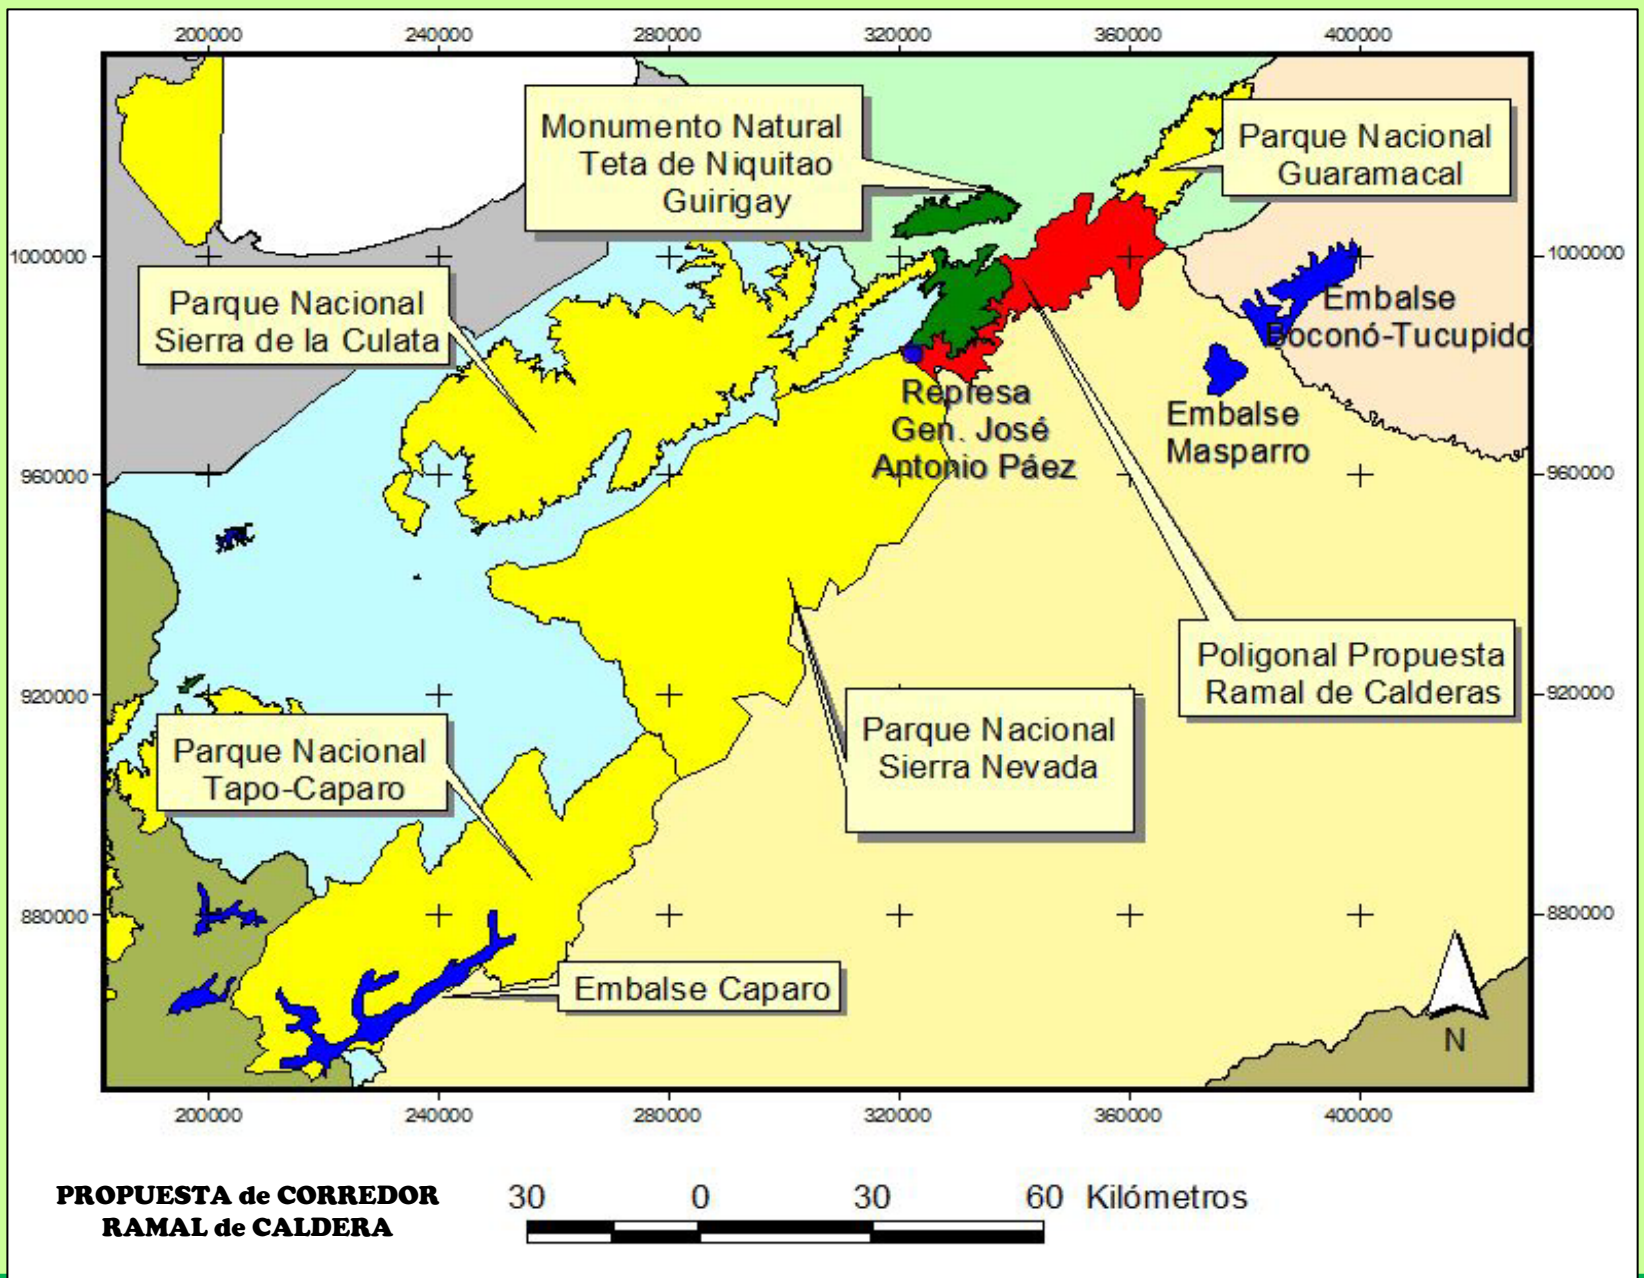 200000 240000 280000 320000 360000 400000
Monumento Natural
Teta de Niquitao
Guirigay
Parque Nacional
Guaramacal
1000000 1000000
Parque Nacional
Sierra de la Culata
Embalse
Boconó-Tucupido
Represa
Gen. José
Antonio Páez
Embalse
Masparro
960000 960000
Poligonal Propuesta
Ramal de Calderas
920000 920000
Parque Nacional
Sierra Nevada
Parque Nacional
Tapo-Caparo
880000 880000
Embalse Caparo
N
200000 240000 280000 320000 360000 400000
PROPUESTA de CORREDOR
RAMAL de CALDERA
30 0 30 60 Kilómetros